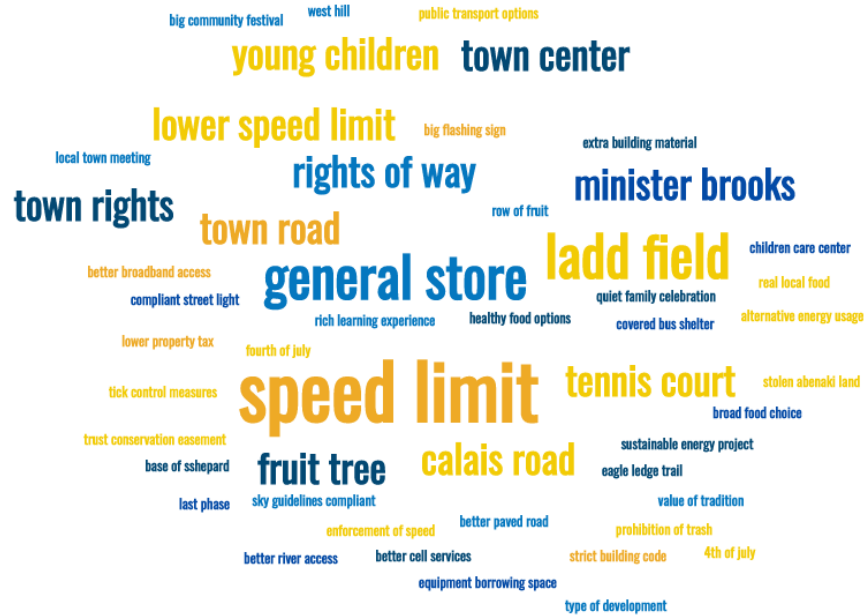 west hill
big community festival
public transport options
young children
town center
lower speed limit
big flashing sign
extra building material
local town meeting
rights of way
minister brooks
town rights
row of fruit
town road
ladd field
children care center
better broadband access
general store
real local food
compliant street light
quiet family celebration
rich learning experience
healthy food options
covered bus shelter
alternative energy usage
lower property tax
fourth of july
speed limit
tennis court
stolen abenaki land
tick control measures
broad food choice
trust conservation easement
sustainable energy project
base of sshepard
fruit tree
calais road
eagle ledge trail
last phase
sky guidelines compliant
value of tradition
enforcement of speed
better paved road
prohibition of trash
better river access
better cell services
strict building code
4th of july
equipment borrowing space
type of development